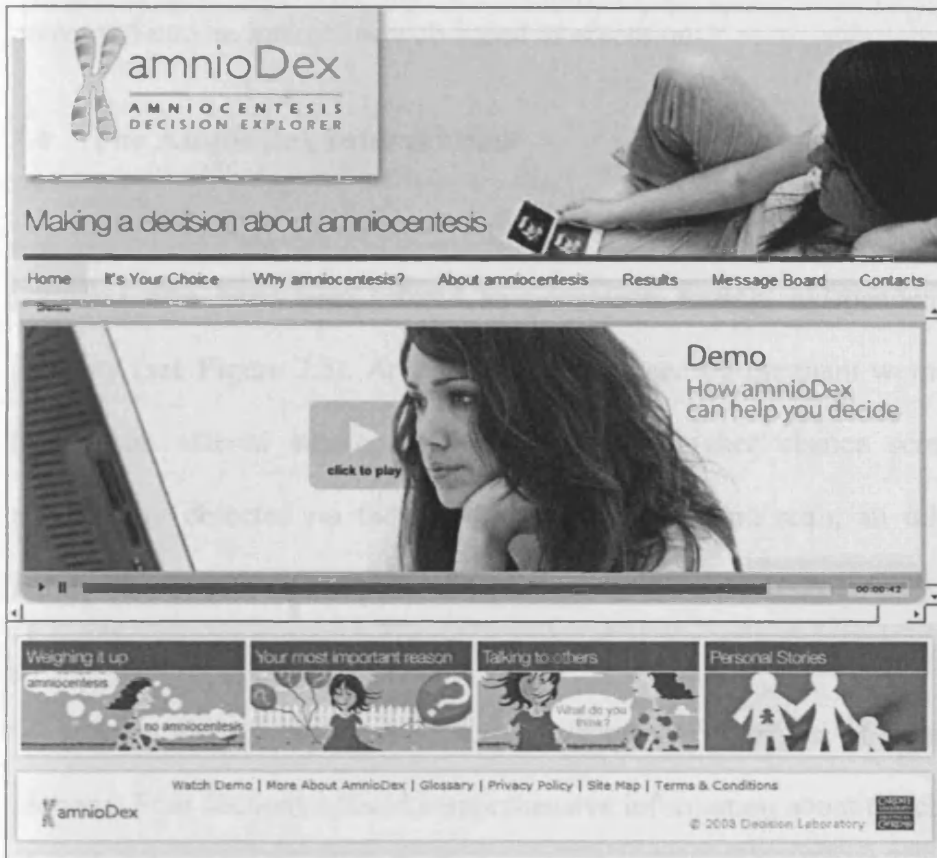 amnioDex
AMNIOCENTESIS
DECISION EXPLORER
Making a decision about amniocentesis
Home It's Your Choice Why amniocentesis? About amniocentesis Results Message Board Contacts
Demo
Demo
How amnioDex
can help you decide
click to play
00:00:42
Weighing it up Your most important reason Talking to others Personal Stories
amniocentesis
no amniocentesis
?
What do you
think?
Watch Demo | More About AmnioDex | Glossary | Privacy Policy | Site Map | Terms & Conditions
amnioDex
© 2008 Decision Laboratory